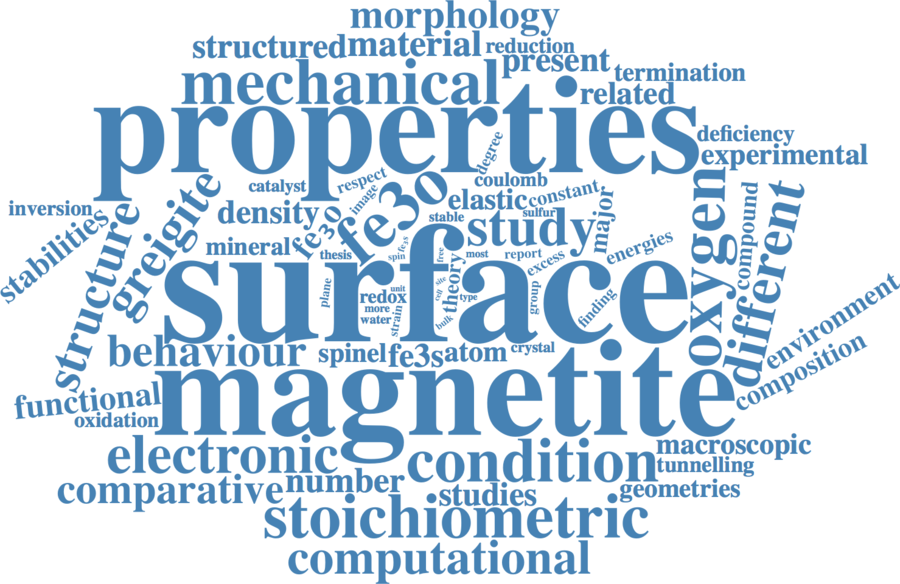 morphology
structured material reduction
present
mechanical
termination
related
properties
deficiency
experimental
degree
catalyst
respect
image
coulomb
elastic
constant
inversion
stabilities
structure
greigite
density
fe3o
fe3o
stable
sulfur
study
major
oxygen
compound
different
mineral
thesis
spin
fe3s
free
most
report
excess
energies
surface
plane
unit
redox
more
water
strain
site
cell
theory
type
bulk
group
finding
environment
behaviour
spinel
fe3s
atom
crystal
composition
functional
oxidation
magnetite
electronic
condition
macroscopic
tunnelling
comparative
number
studies
geometries
stoichiometric
computational